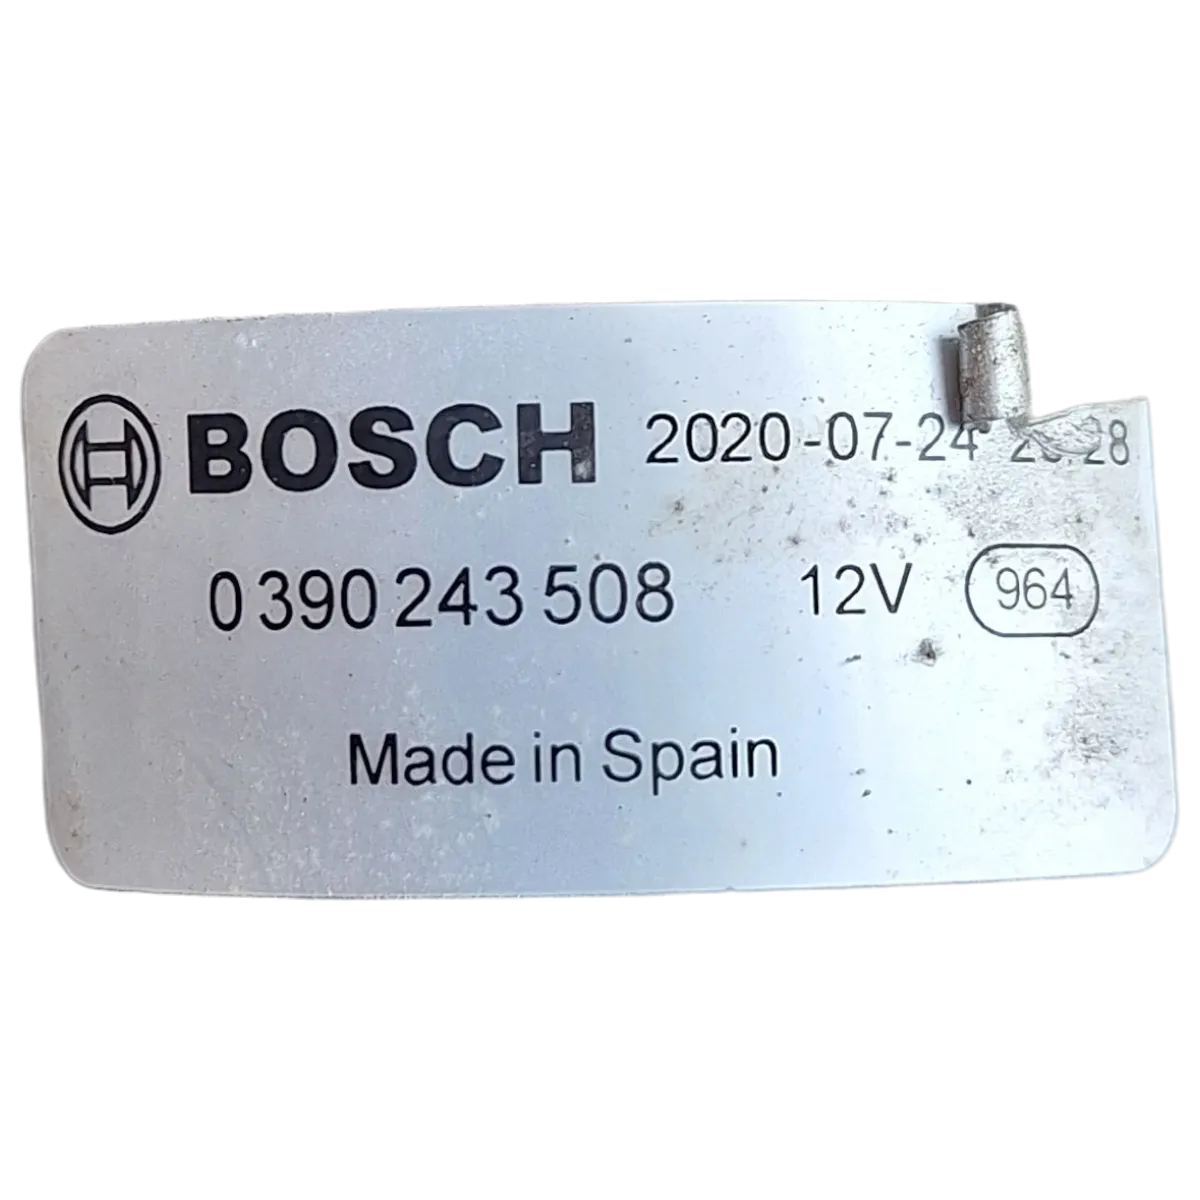 BOSCH 2020-07-24
0 390 243 508 12V 964
Made in Spain